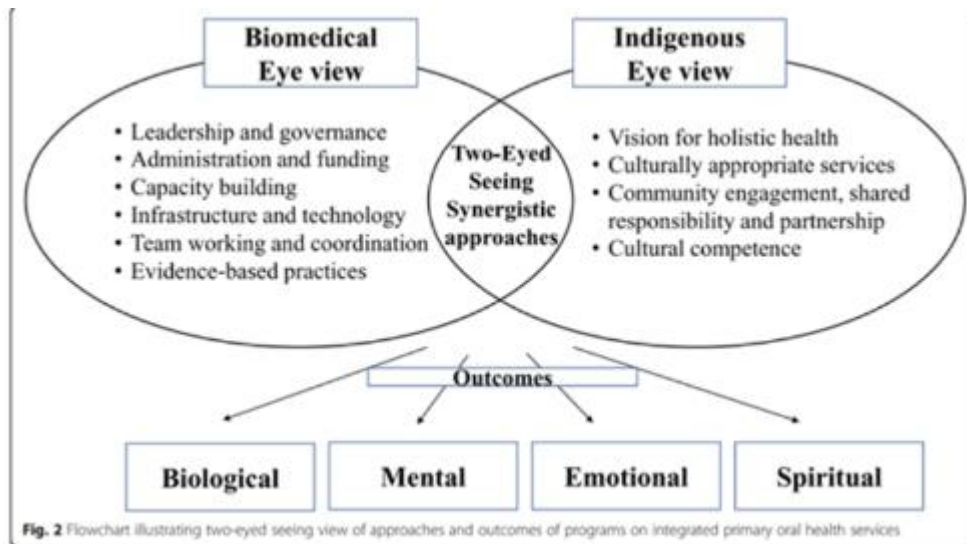 Biomedical
Eye view
Indigenous
Eye view
• Leadership and governance
• Administration and funding
• Capacity building
• Infrastructure and technology
• Team working and coordination
• Evidence-based practices
Two-Eyed
Seeing
Synergistic
approaches
• Vision for holistic health
• Culturally appropriate services
• Community engagement, shared
responsibility and partnership
• Cultural competence
Outcomes
Biological
Mental
Emotional
Spiritual
Fig. 2 Flowchart illustrating two-eyed seeing view of approaches and outcomes of programs on integrated primary oral health services